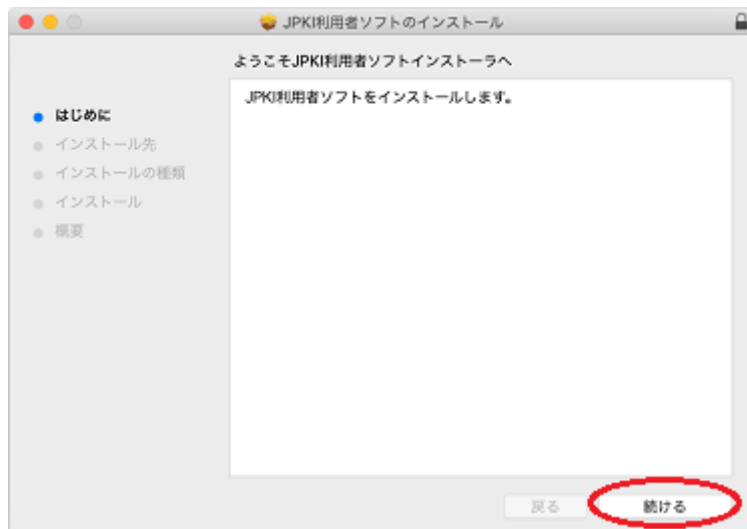 JPKI利用者ソフトのインストール
ようこそJPKI利用者ソフトインストーラへ
JPKI利用者ソフトをインストールします。
はじめに
インストール先
インストールの種類
インストール
概要
戻る
続ける